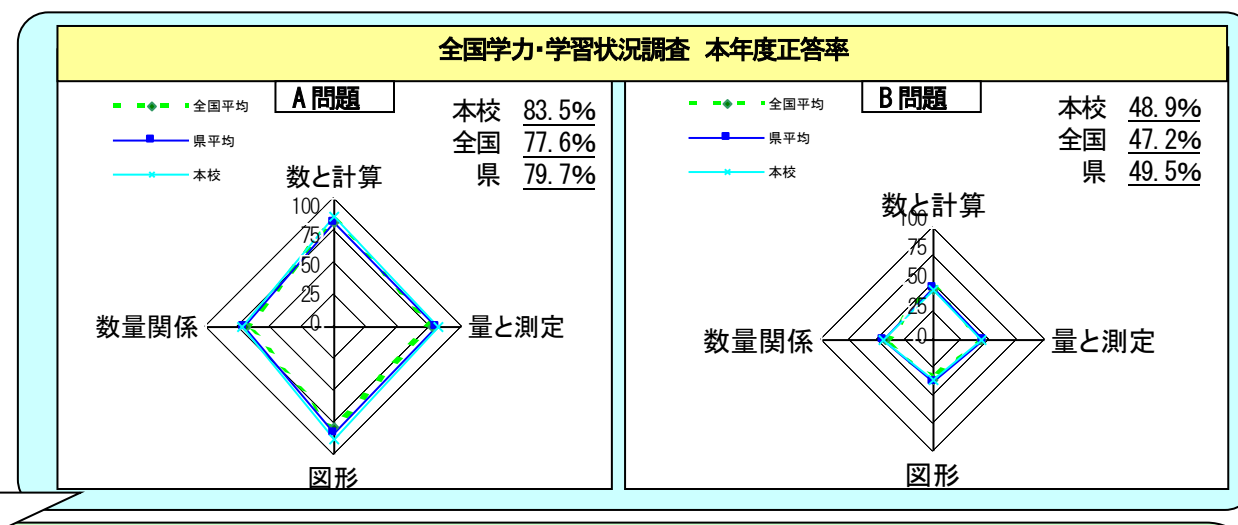 全国学力・学習状況調査 本年度正答率
A問題
全国平均
県平均
本校
本校 83.5%
全国 77.6%
県 79.7%
数と計算
100
75
50
25
0
数量関係
量と測定
図形
B問題
全国平均
県平均
本校
本校 48.9%
全国 47.2%
県 49.5%
数と計算
100
75
50
25
0
数量関係
量と測定
図形